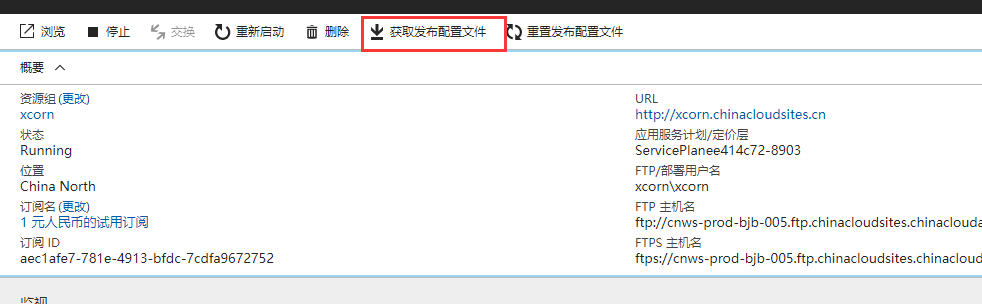 浏览 停止 交换 重新启动 删除 获取发布配置文件 重置发布配置文件
概要
资源组 (更改)
xcorn
状态
Running
位置
China North
订阅名 (更改)
1 元人民币的试用订阅
订阅 ID
aec1afe7-781e-4913-bfdc-7cdfa9672752
URL
http://xcorn.chinacloudsites.cn
应用服务计划/定价层
ServicePlanee414c72-8903
FTP/部署用户名
xcorn\xcorn
FTP 主机名
ftp://cnws-prod-bjb-005.ftp.chinacloudsites.chinaclouda
FTPS 主机名
ftps://cnws-prod-bjb-005.ftp.chinacloudsites.chinacloud
监视